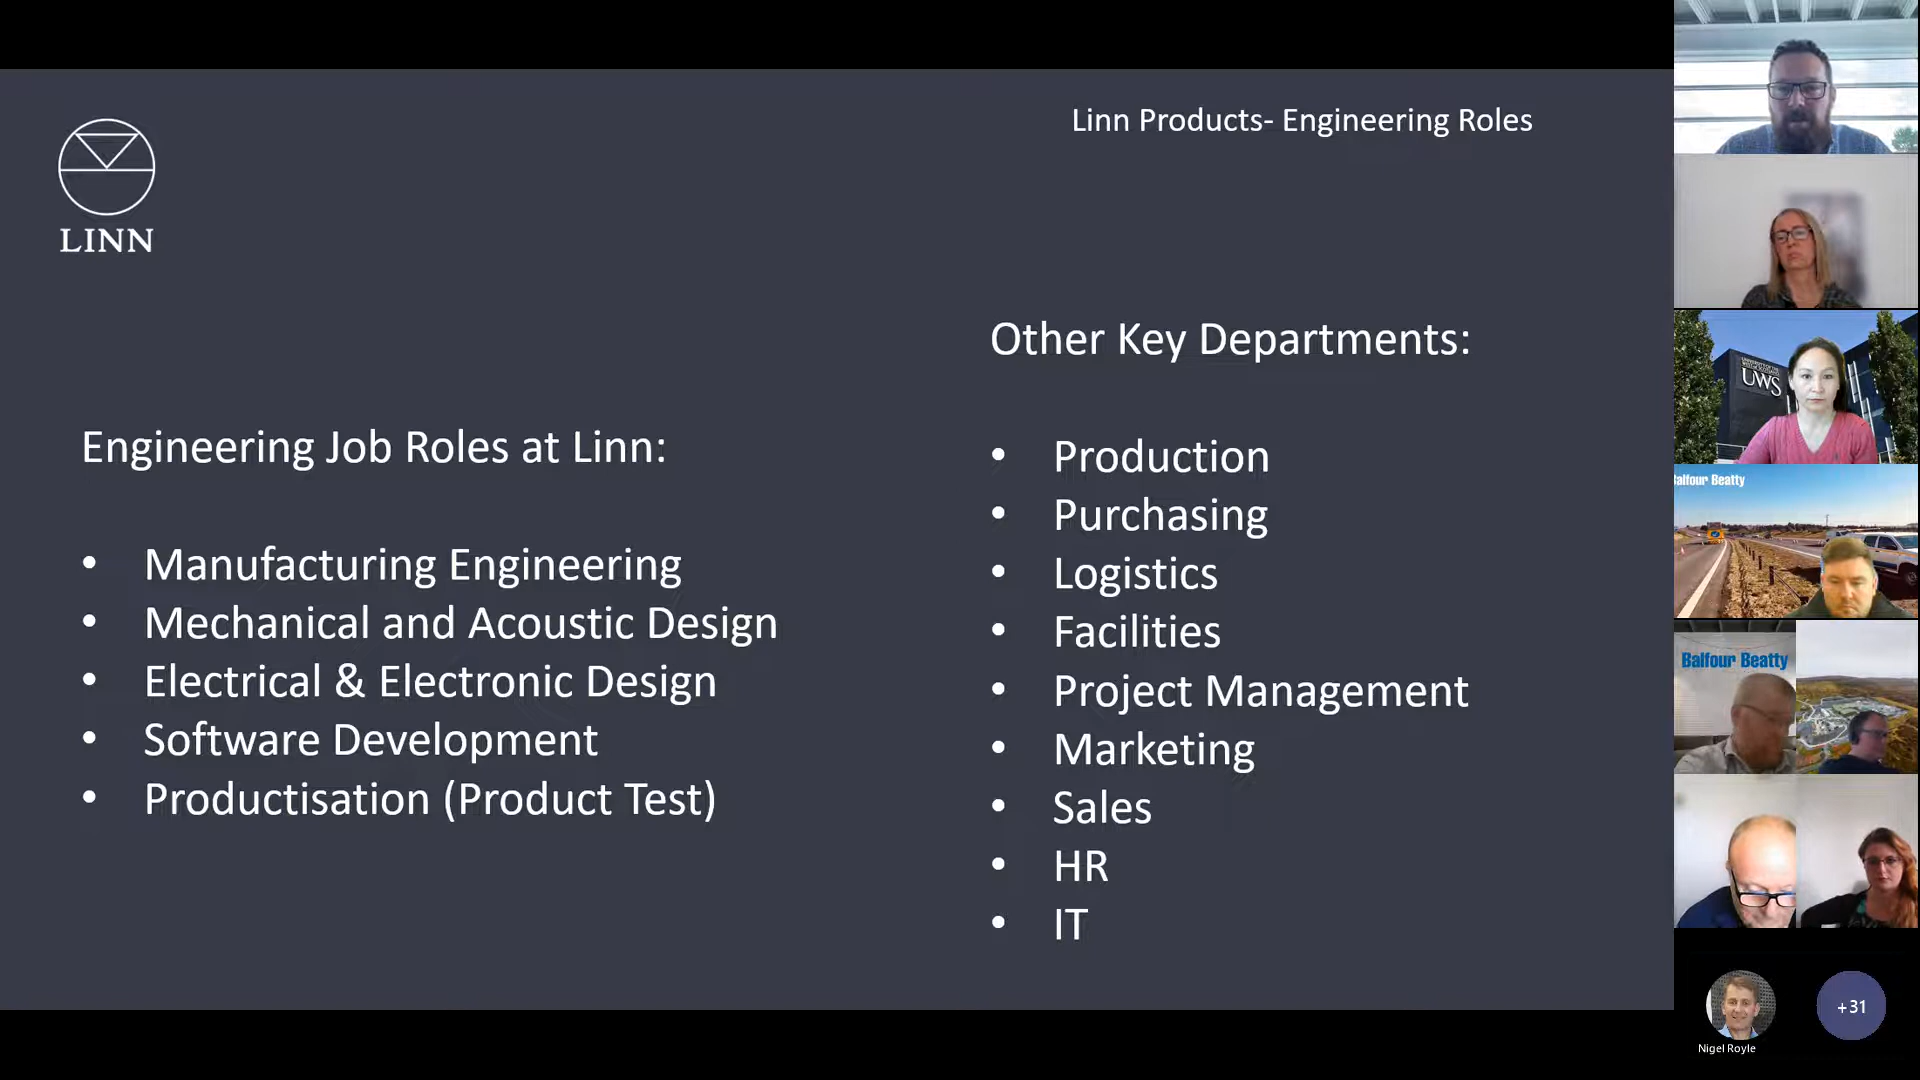 Linn Products- Engineering Roles
LINN
Engineering Job Roles at Linn:
• Manufacturing Engineering
• Mechanical and Acoustic Design
• Electrical & Electronic Design
• Software Development
• Productisation (Product Test)
Other Key Departments:
• Production
• Purchasing
• Logistics
• Facilities
• Project Management
• Marketing
• Sales
• HR
• IT
UWS
Balfour Beatty
Balfour Beatty
+31
Nigel Royle